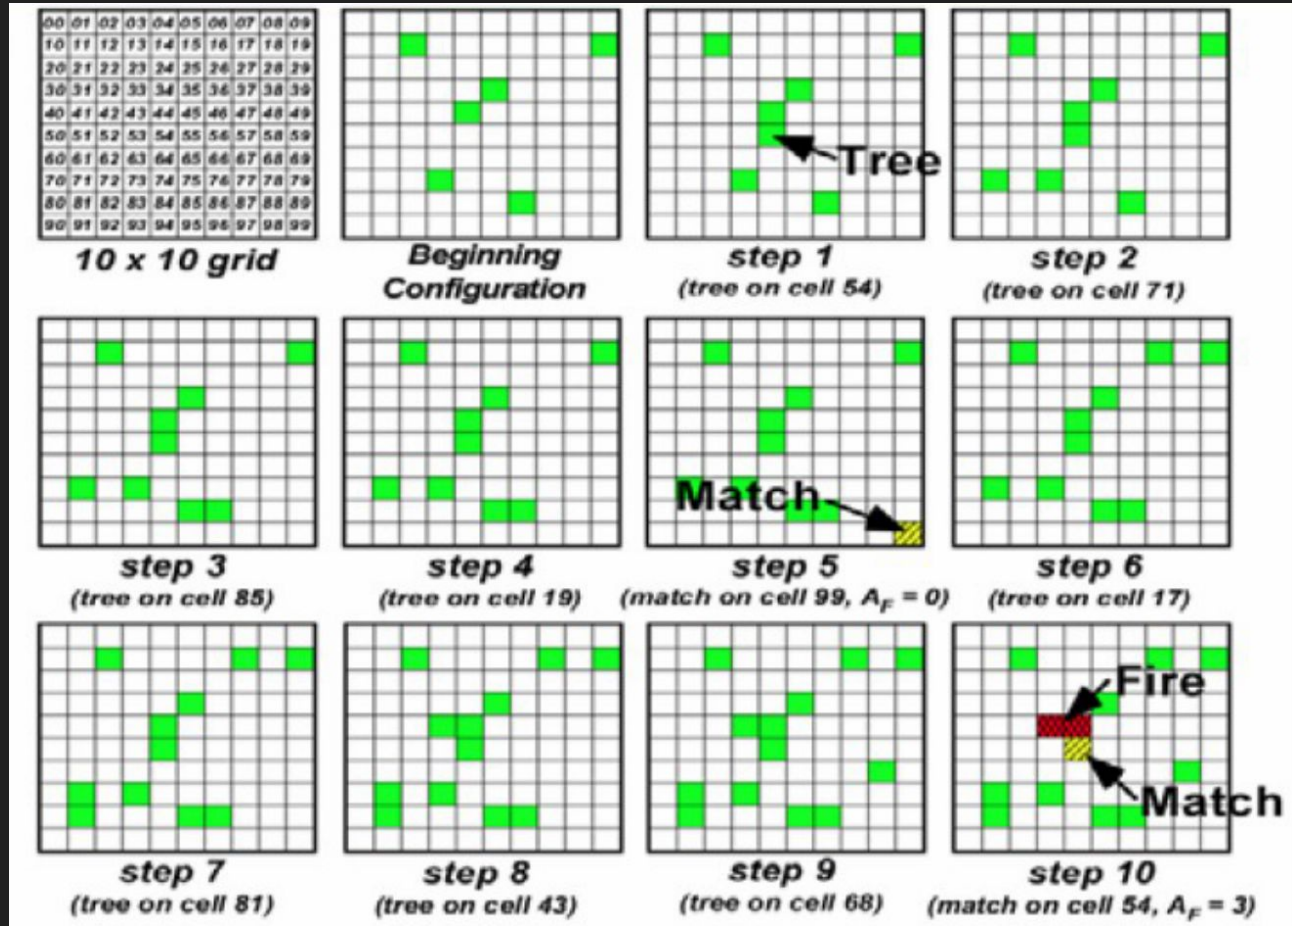 00 01 02 03 04 05 06 07 08 09
10 11 12 13 14 15 16 17 18 19
20 21 22 23 24 25 26 27 28 29
30 31 32 33 34 35 36 37 38 39
40 41 42 43 44 45 46 47 48 49
50 51 52 53 54 55 56 57 58 59
60 61 62 63 64 65 66 67 68 69
70 71 72 73 74 75 76 77 78 79
80 81 82 83 84 85 86 87 88 89
90 91 92 93 94 95 96 97 98 99
10 x 10 grid
Beginning
Configuration
Tree
step 1
(tree on cell 54)
step 2
(tree on cell 71)
step 3
(tree on cell 85)
step 4
(tree on cell 19)
Match
step 5
(match on cell 99, AF = 0)
step 6
(tree on cell 17)
step 7
(tree on cell 81)
step 8
(tree on cell 43)
step 9
(tree on cell 68)
Fire
Match
step 10
(match on cell 54, AF = 3)